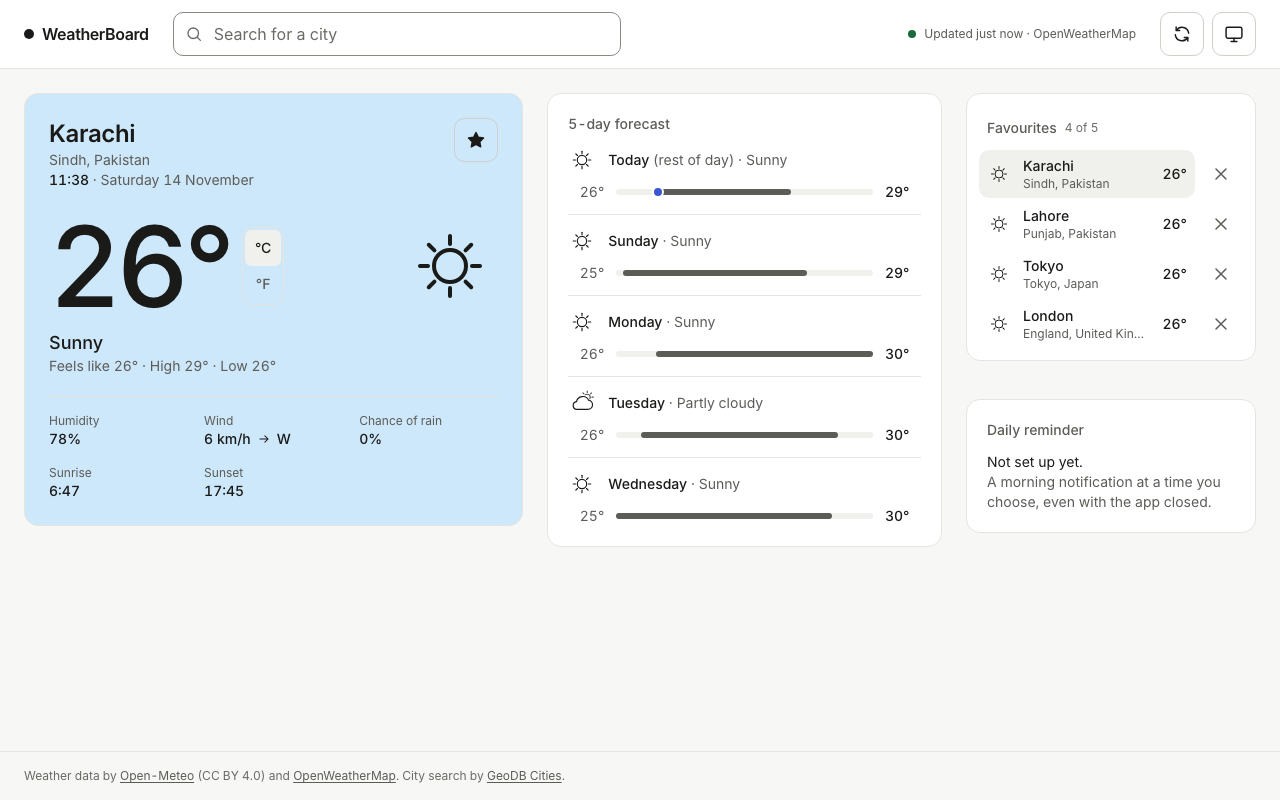 WeatherBoard
Search for a city
Updated just now · OpenWeatherMap
Karachi
Sindh, Pakistan
11:38 · Saturday 14 November
26°
°C
°F
Sunny
Feels like 26° · High 29° · Low 26°
Humidity
78%
Wind
6 km/h → W
Chance of rain
0%
Sunrise
6:47
Sunset
17:45
5-day forecast
Today (rest of day) · Sunny
26° 29°
Sunday · Sunny
25° 29°
Monday · Sunny
26° 30°
Tuesday · Partly cloudy
26° 30°
Wednesday · Sunny
25° 30°
Favourites 4 of 5
Karachi
Sindh, Pakistan
26°
Lahore
Punjab, Pakistan
26°
Tokyo
Tokyo, Japan
26°
London
England, United Kin...
26°
Daily reminder
Not set up yet.
A morning notification at a time you
choose, even with the app closed.
Weather data by Open-Meteo (CC BY 4.0) and OpenWeatherMap. City search by GeoDB Cities.